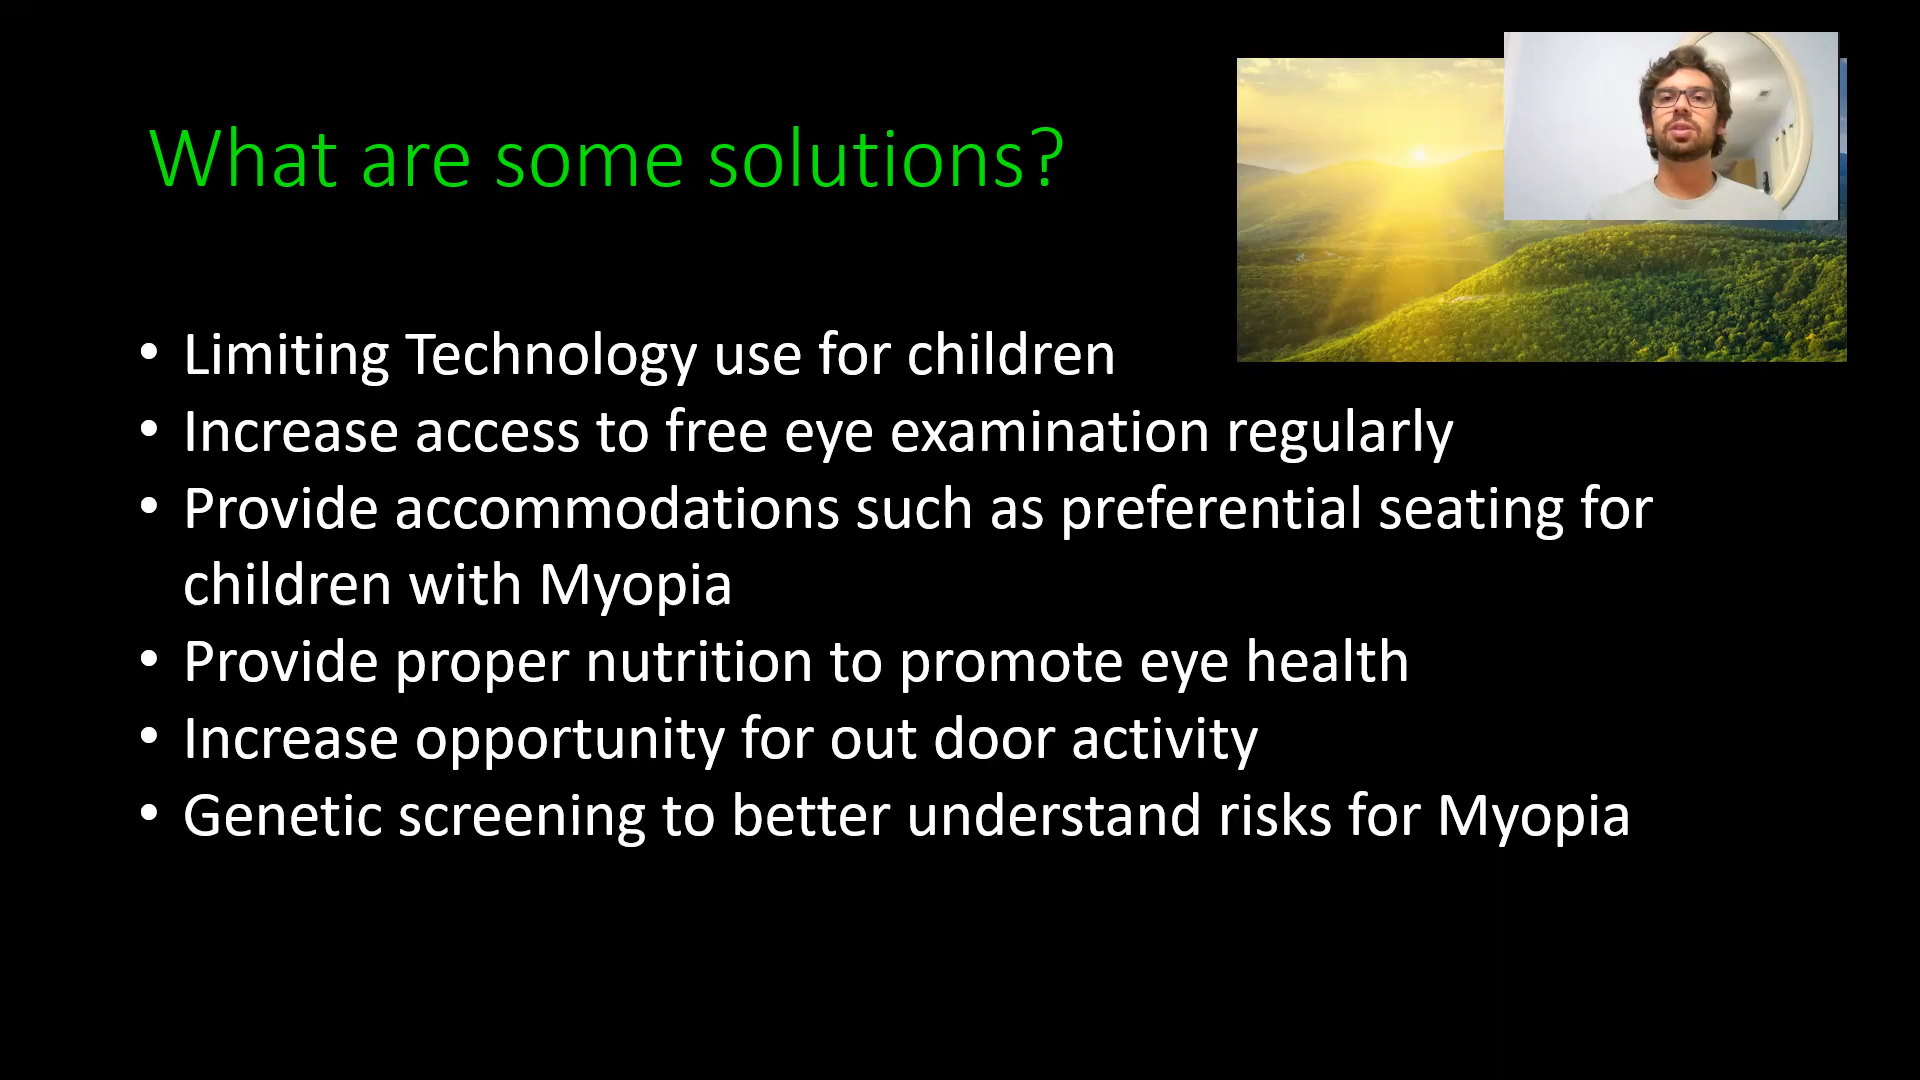 What are some solutions?
• Limiting Technology use for children
• Increase access to free eye examination regularly
• Provide accommodations such as preferential seating for
children with Myopia
• Provide proper nutrition to promote eye health
• Increase opportunity for out door activity
• Genetic screening to better understand risks for Myopia